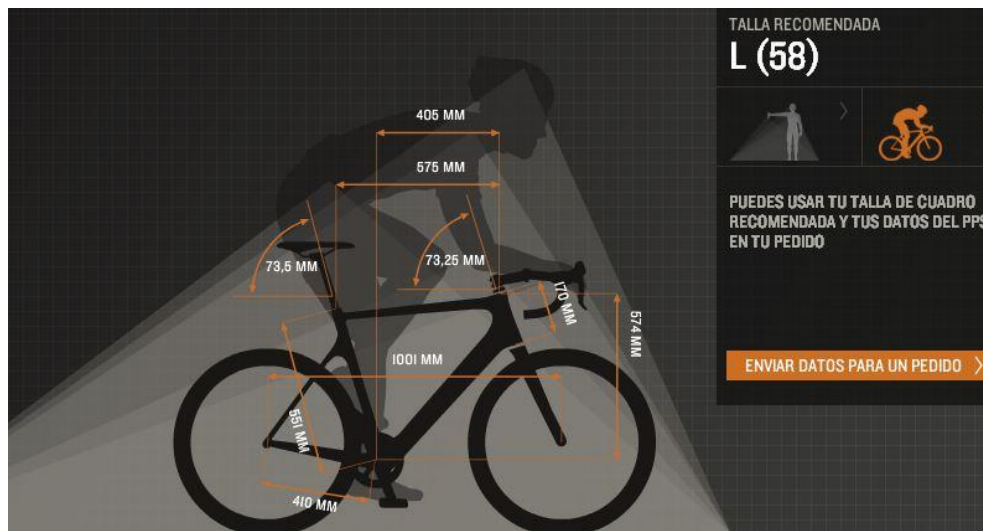 TALLA RECOMENDADA
L (58)
405 MM
575 MM
73,5 MM
73,25 MM
170 MM
574 MM
1001 MM
551 MM
410 MM
PUEDES USAR TU TALLA DE CUADRO
RECOMENDADA Y TUS DATOS DEL PPS
EN TU PEDIDO
ENVIAR DATOS PARA UN PEDIDO